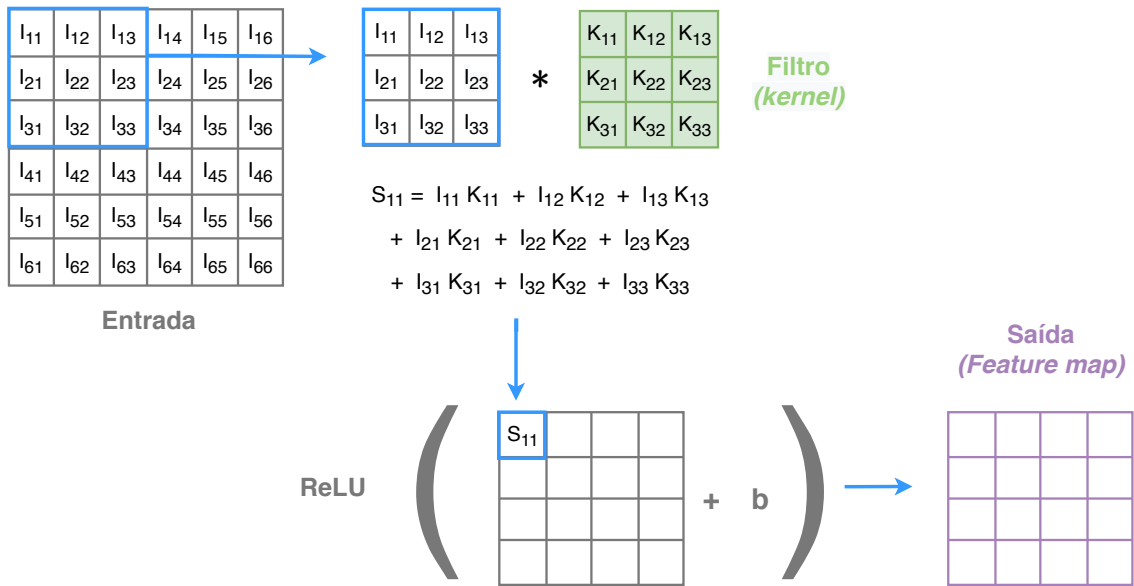 I11 I12 I13 I14 I15 I16
I21 I22 I23 I24 I25 I26
I31 I32 I33 I34 I35 I36
I41 I42 I43 I44 I45 I46
I51 I52 I53 I54 I55 I56
I61 I62 I63 I64 I65 I66
Entrada
I11 I12 I13
I21 I22 I23
I31 I32 I33
*
K11 K12 K13
K21 K22 K23
K31 K32 K33
Filtro
(kernel)
S11 = I11 K11 + I12 K12 + I13 K13
+ I21 K21 + I22 K22 + I23 K23
+ I31 K31 + I32 K32 + I33 K33
ReLU ( S11 + b )
Saída
(Feature map)